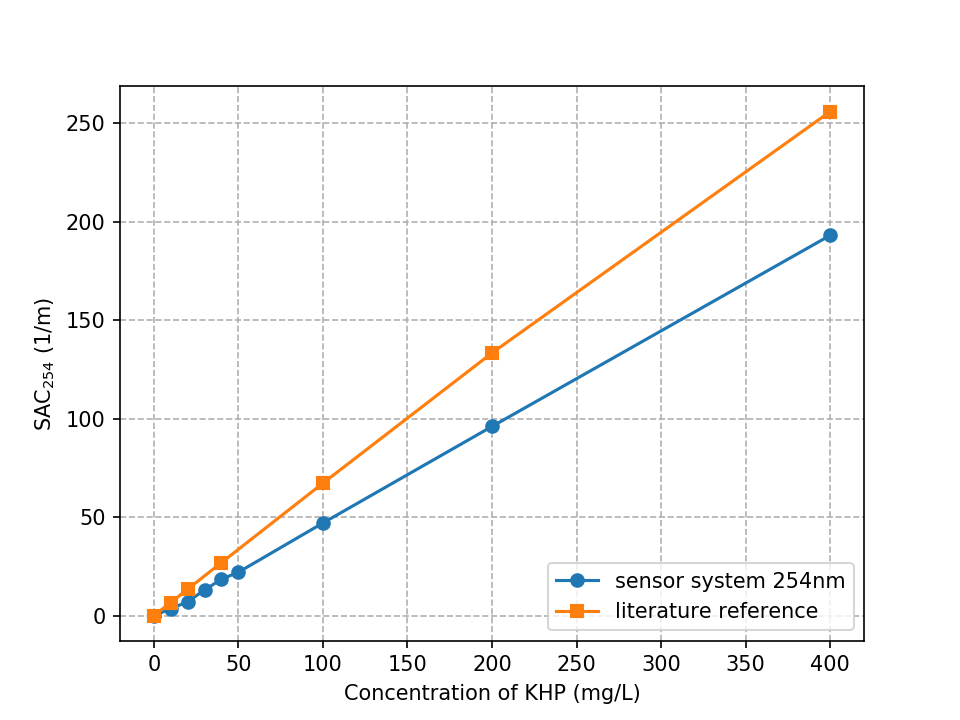 250
200
150
100
50
0
SAC254 (1/m)
sensor system 254nm
literature reference
0 50 100 150 200 250 300 350 400
Concentration of KHP (mg/L)